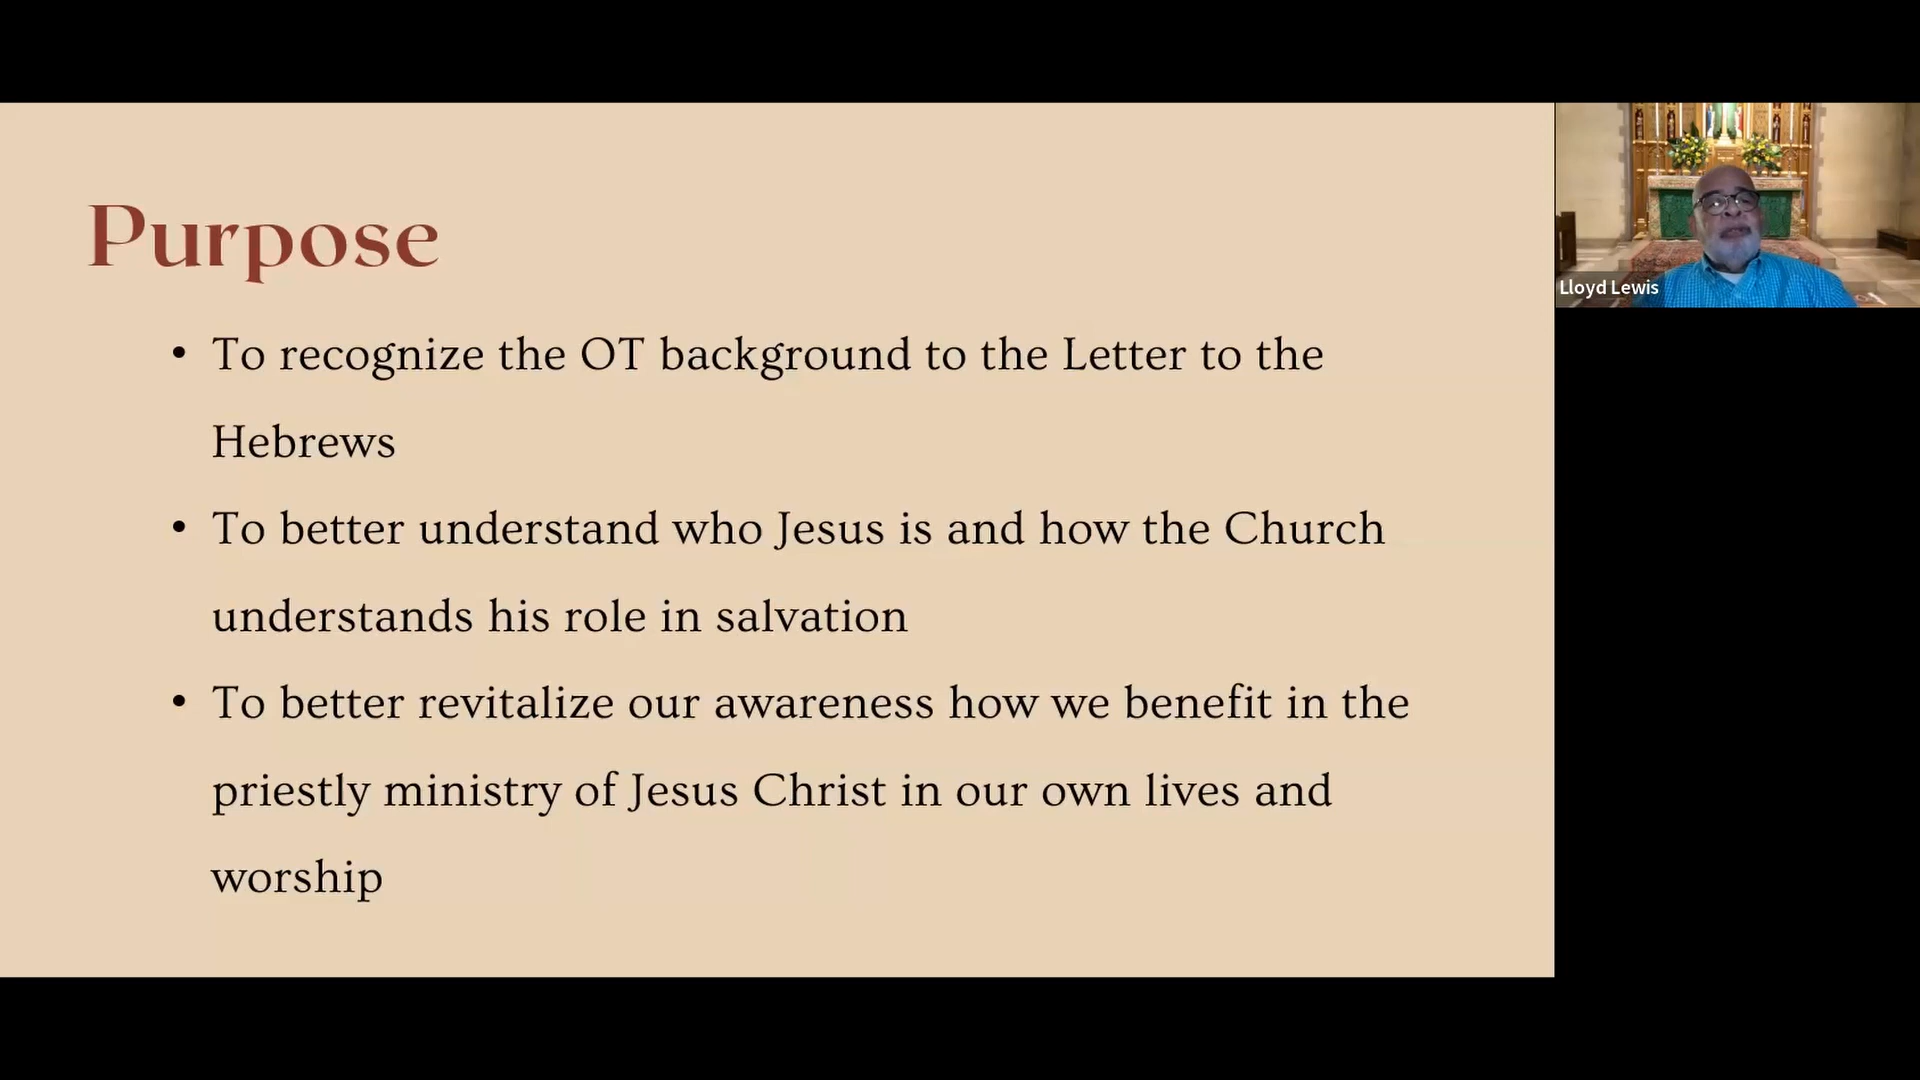 Purpose
• To recognize the OT background to the Letter to the
Hebrews
• To better understand who Jesus is and how the Church
understands his role in salvation
• To better revitalize our awareness how we benefit in the
priestly ministry of Jesus Christ in our own lives and
worship
Lloyd Lewis